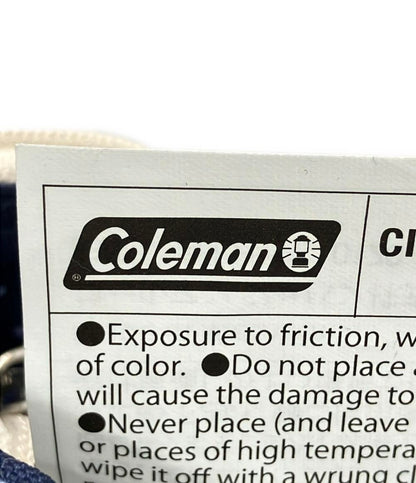 Coleman ®
●Exposure to friction, w
of color. ●Do not place
will cause the damage to
●Never place (and leave
or places of high tempera
wipe it off with a wrung